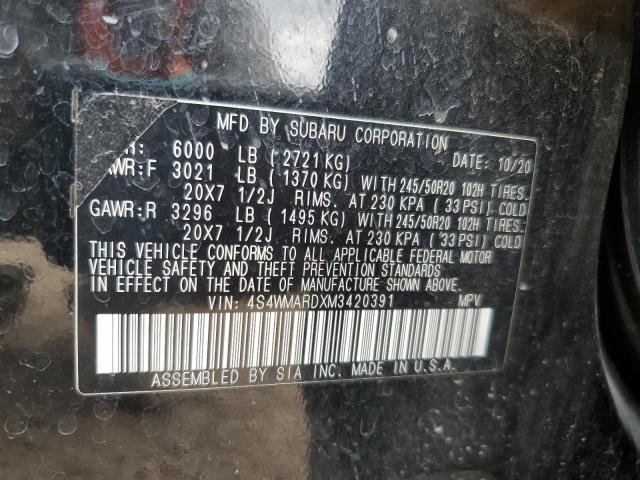 MFD BY SUBARU CORPORATION
R: 6000 LB (2721 KG) DATE: 10/20
WR:F 3021 LB (1370 KG) WITH 245/50R20 102H TIRES,
20X7 1/2J RIMS. AT 230 KPA (33 PSI) COLD
GAWR:R 3296 LB (1495 KG) WITH 245/50R20 102H TIRES,
20X7 1/2J RIMS. AT 230 KPA (33 PSI) COLD
THIS VEHICLE CONFORMS TO ALL APPLICABLE FEDERAL MOTOR
VEHICLE SAFETY AND THEFT PREVENTION STANDARDS
IN EFFECT ON THE DATE OF MANUFACTURE SHOWN ABOVE.
VIN: 4S4WMARDXM3420391 MPV
ASSEMBLED BY SIA INC. MADE IN U.S.A.